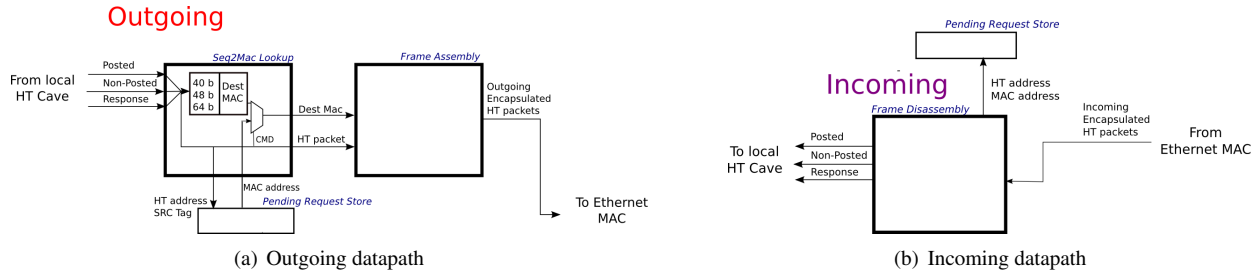 Outgoing
Seq2Mac Lookup
Frame Assembly
From local
HT Cave
Posted
Non-Posted
Response
40 b
48 b
64 b
Dest
MAC
CMD
Dest Mac
HT packet
Outgoing
Encapsulated
HT packets
HT address
SRC Tag
MAC address
Pending Request Store
To Ethernet
MAC
(a) Outgoing datapath
Pending Request Store
Incoming
HT address
MAC address
Frame Disassembly
Incoming
Encapsulated
HT packets
From
Ethernet MAC
To local
HT Cave
Posted
Non-Posted
Response
(b) Incoming datapath